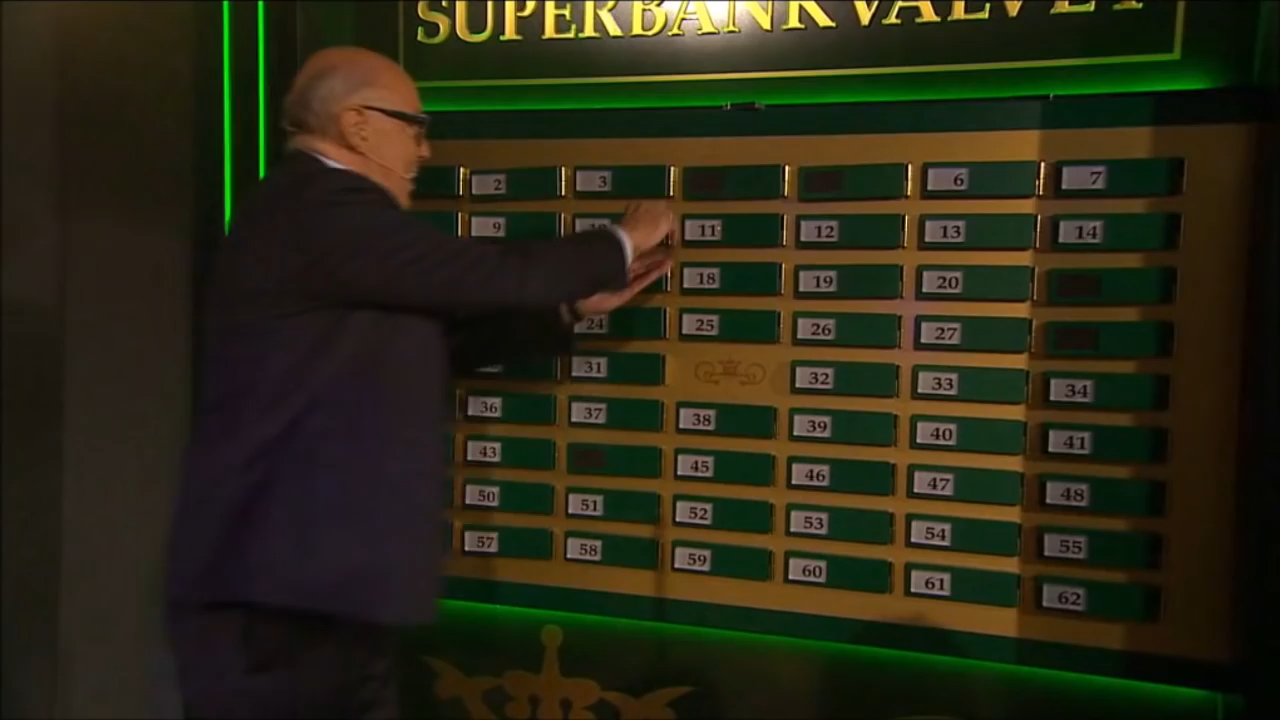 SUPERBANKVALVET
2 3 6 7
9 10 11 12 13 14
18 19 20
24 25 26 27
31 32 33 34
36 37 38 39 40 41
43 45 46 47 48
50 51 52 53 54
57 58 59 60 55
61 62